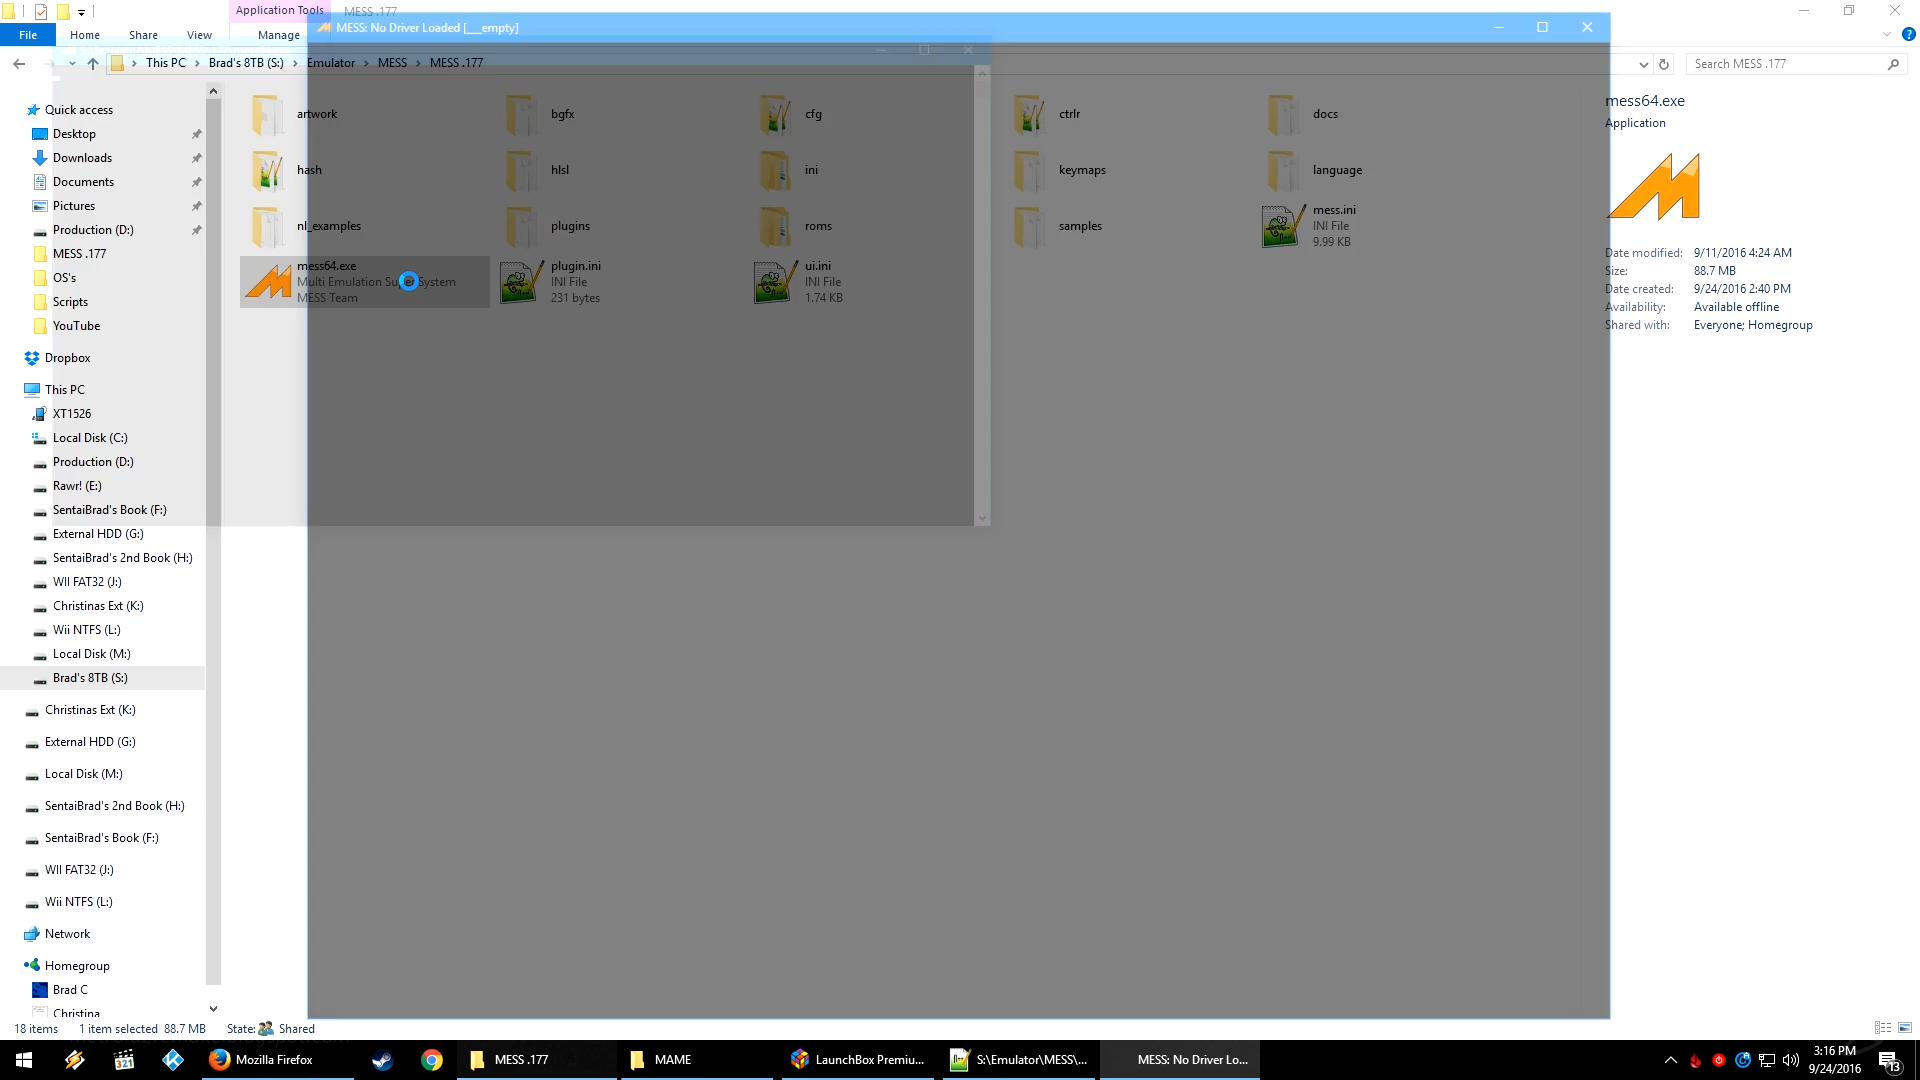 Application Tools
MESS .177
MESS: No Driver Loaded [___empty]
File
Home
Share
View
Manage
This PC
Brad's 8TB (S:)
Emulator
MESS
MESS .177
Search MESS .177
Quick access
Desktop
Downloads
Documents
Pictures
Production (D:)
MESS .177
OS's
Scripts
YouTube
Dropbox
This PC
XT1526
Local Disk (C:)
Production (D:)
Rawr! (E:)
SentaiBrad's Book (F:)
External HDD (G:)
SentaiBrad's 2nd Book (H:)
WII FAT32 (J:)
Christinas Ext (K:)
Wii NTFS (L:)
Local Disk (M:)
Brad's 8TB (S:)
Christinas Ext (K:)
External HDD (G:)
Local Disk (M:)
SentaiBrad's 2nd Book (H:)
SentaiBrad's Book (F:)
WII FAT32 (J:)
Wii NTFS (L:)
Network
Homegroup
Brad C
Christina
artwork
bgfx
cfg
ctrlr
docs
hash
hlsl
ini
keymaps
language
nl_examples
plugins
roms
samples
mess.ini
INI File
9.99 KB
mess64.exe
Multi Emulation Super System
MESS Team
plugin.ini
INI File
231 bytes
ui.ini
INI File
1.74 KB
mess64.exe
Application
Date modified: 9/11/2016 4:24 AM
Size: 88.7 MB
Date created: 9/24/2016 2:40 PM
Availability: Available offline
Shared with: Everyone; Homegroup
18 items 1 item selected 88.7 MB State: Shared
Mozilla Firefox
MESS .177
MAME
LaunchBox Premiu...
S:\Emulator\MESS\...
MESS: No Driver Lo...
3:16 PM
9/24/2016
13